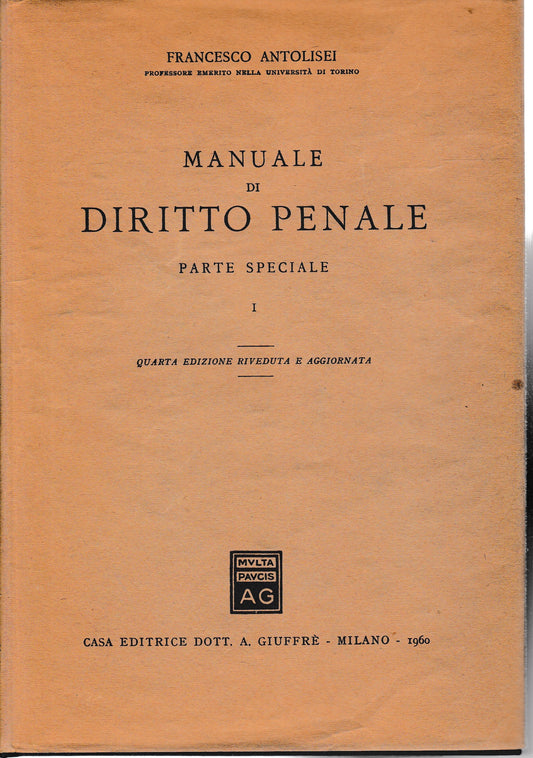 FRANCESCO ANTOLISEI
PROFESSORE EMERITO NELLA UNIVERSITÀ DI TORINO
MANUALE
DI
DIRITTO PENALE
PARTE SPECIALE
I
QUARTA EDIZIONE RIVEDUTA E AGGIORNATA
MVLTA
PAVCIS
AG
CASA EDITRICE DOTT. A. GIUFFRÈ - MILANO - 1960